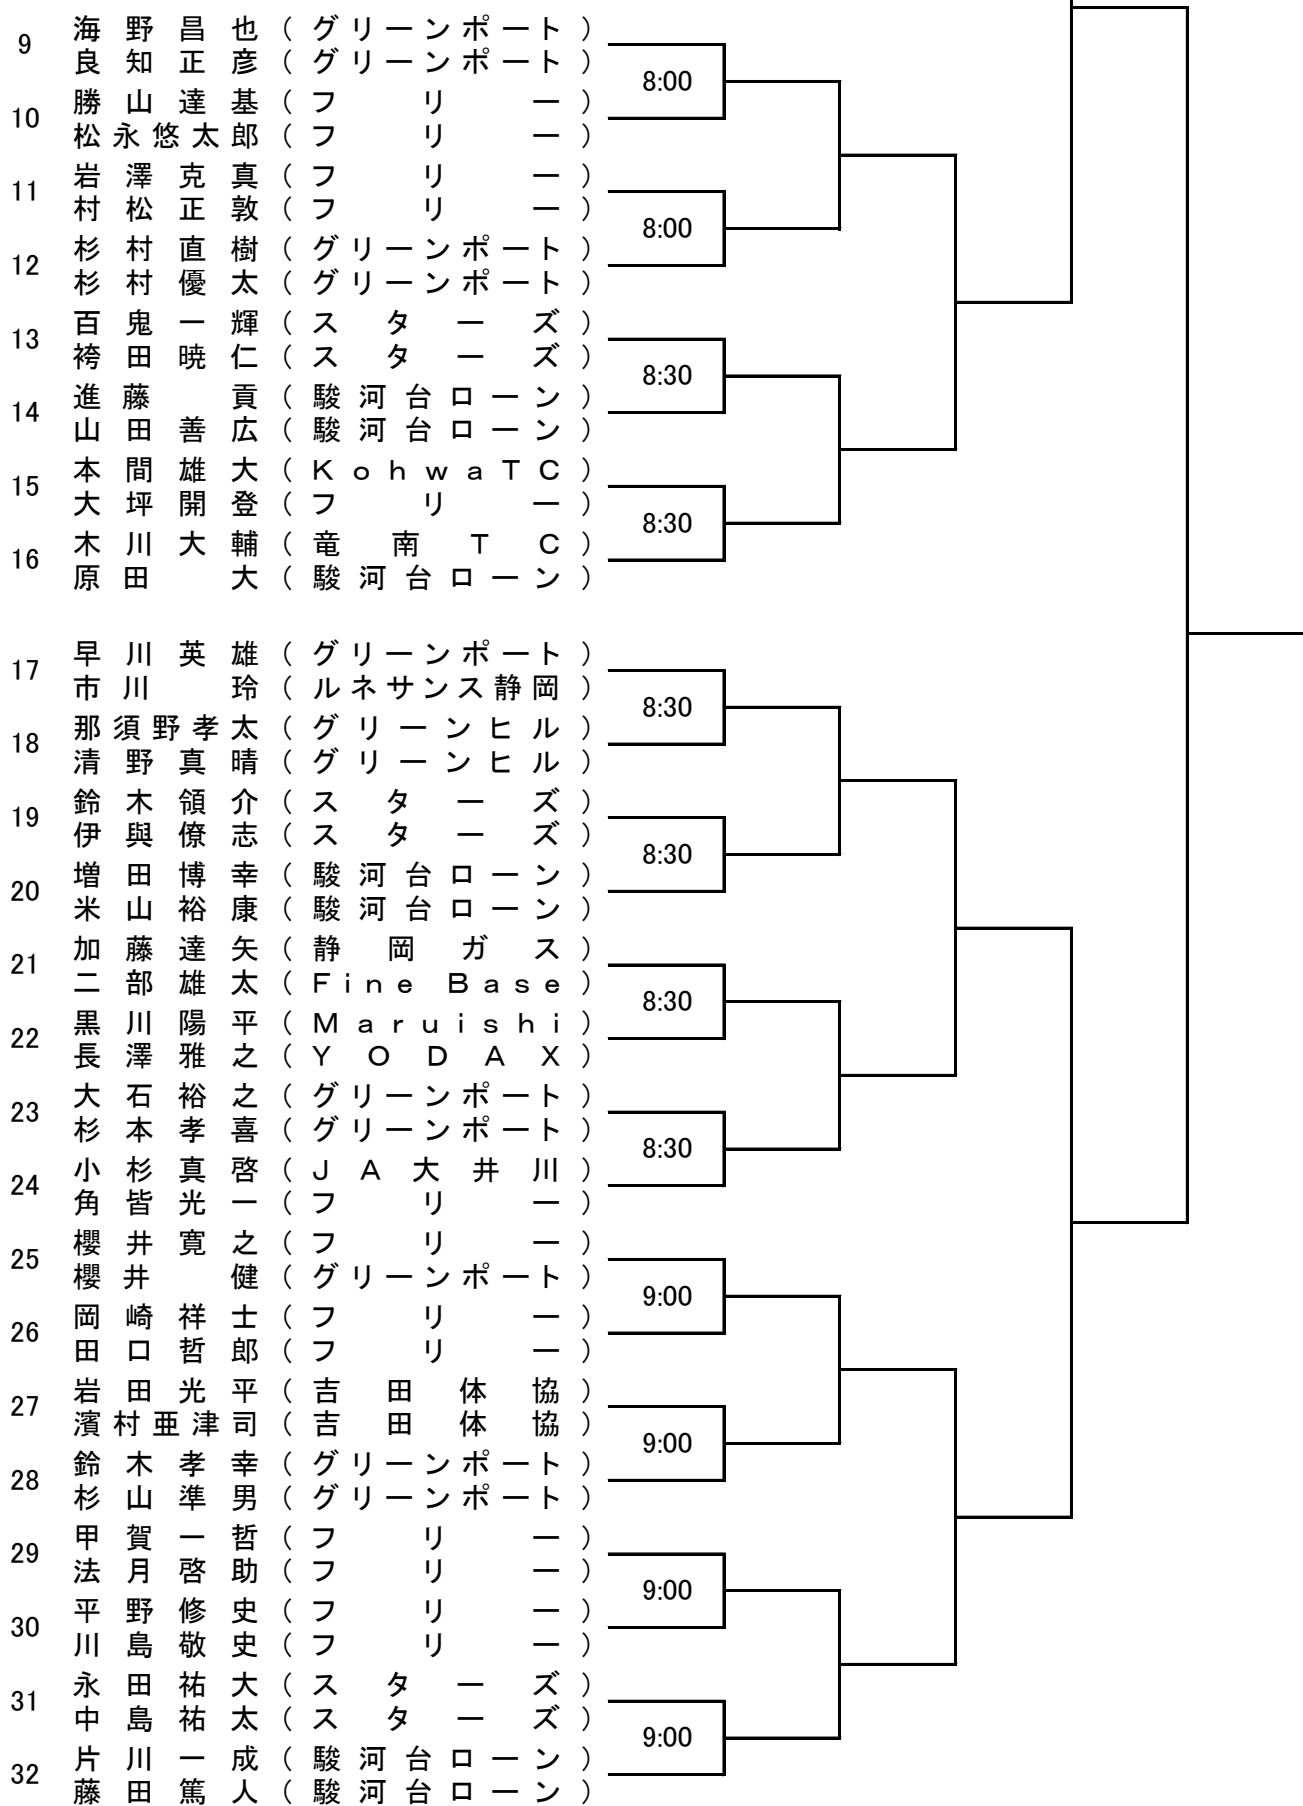 9
海野昌也(グリーンポート)
良知正彦(グリーンポート)
8:00
10
勝山達基(フリー)
松永悠太郎(フリー)
11
岩澤克真(フリー)
村松正敦(フリー)
8:00
12
杉村直樹(グリーンポート)
杉村優太(グリーンポート)
13
百鬼一輝(スターズ)
袴田暁仁(スターズ)
8:30
14
進藤 貢(駿河台ローン)
山田善広(駿河台ローン)
15
本間雄大(KohwaTC)
大坪開登(フリー)
8:30
16
木川大輔(竜南TC)
原田 大(駿河台ローン)
17
早川英雄(グリーンポート)
市川 玲(ルネサンス静岡)
8:30
18
那須野孝太(グリーンヒル)
清野真晴(グリーンヒル)
19
鈴木領介(スターズ)
伊與僚志(スターズ)
8:30
20
増田博幸(駿河台ローン)
米山裕康(駿河台ローン)
21
加藤達矢(静岡ガス)
二部雄太(Fine Base)
8:30
22
黒川陽平(Maruishi)
長澤雅之(YODAX)
23
大石裕之(グリーンポート)
杉本孝喜(グリーンポート)
8:30
24
小杉真啓(JA大井川)
角皆光一(フリー)
25
櫻井寛之(フリー)
櫻井 健(グリーンポート)
9:00
26
岡崎祥士(フリー)
田口哲郎(フリー)
27
岩田光平(吉田体協)
濱村亜津司(吉田体協)
9:00
28
鈴木孝幸(グリーンポート)
杉山準男(グリーンポート)
29
甲賀一哲(フリー)
法月啓助(フリー)
9:00
30
平野修史(フリー)
川島敬史(フリー)
31
永田祐大(スターズ)
中島祐太(スターズ)
9:00
32
片川一成(駿河台ローン)
藤田篤人(駿河台ローン)